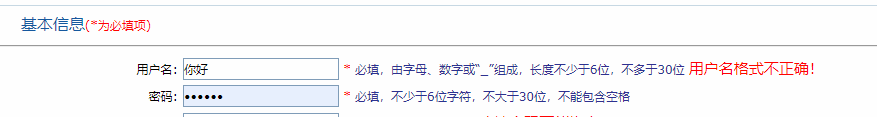 基本信息(*为必填项)
用户名: 你好 * 必填，由字母、数字或“_”组成，长度不少于6位，不多于30位 用户名格式不正确！
密码: •••••• * 必填，不少于6位字符，不大于30位，不能包含空格